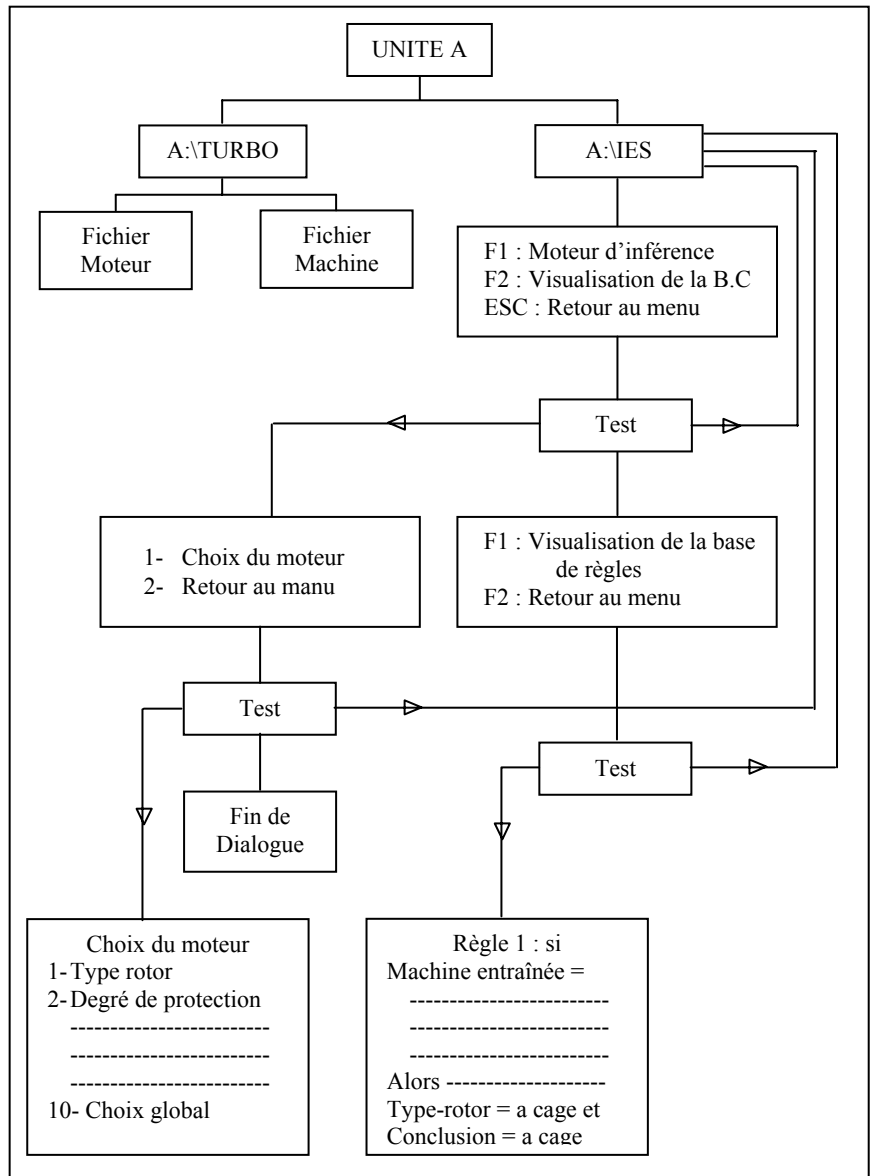 UNITE A
A:\TURBO
A:\IES
Fichier
Moteur
Fichier
Machine
F1 : Moteur d'inférence
F2 : Visualisation de la B.C
ESC : Retour au menu
Test
1- Choix du moteur
2- Retour au manu
F1 : Visualisation de la base
de règles
F2 : Retour au menu
Test
Test
Fin de
Dialogue
Choix du moteur
1- Type rotor
2- Degré de protection
-------------------------
-------------------------
-------------------------
10- Choix global
Règle 1 : si
Machine entraînée =
-------------------------
-------------------------
-------------------------
Alors --------------------
Type-rotor = a cage et
Conclusion = a cage